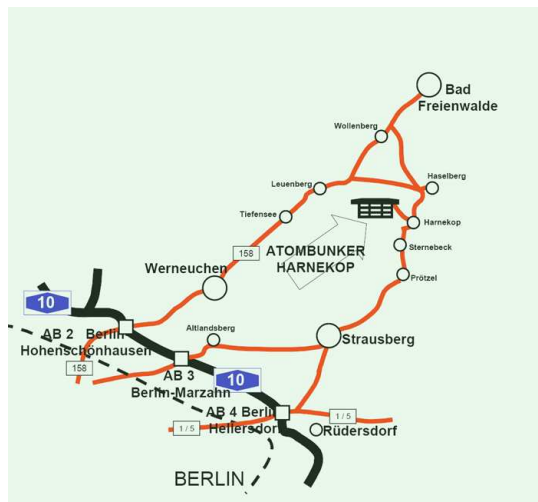 Bad
Freienwalde
Wollenberg
Haselberg
Leuenberg
Tiefensee
Harnekop
Sternebeck
158
ATOMBUNKER
HARNEKOP
Werneuchen
Prötzel
10
AB 2 Berlin
Hohenschönhausen
Altlandsberg
Strausberg
158
AB 3
Berlin-Marzahn
10
AB 4 Berlin
Hellersdorf
1 / 5
1 / 5
Rüdersdorf
BERLIN